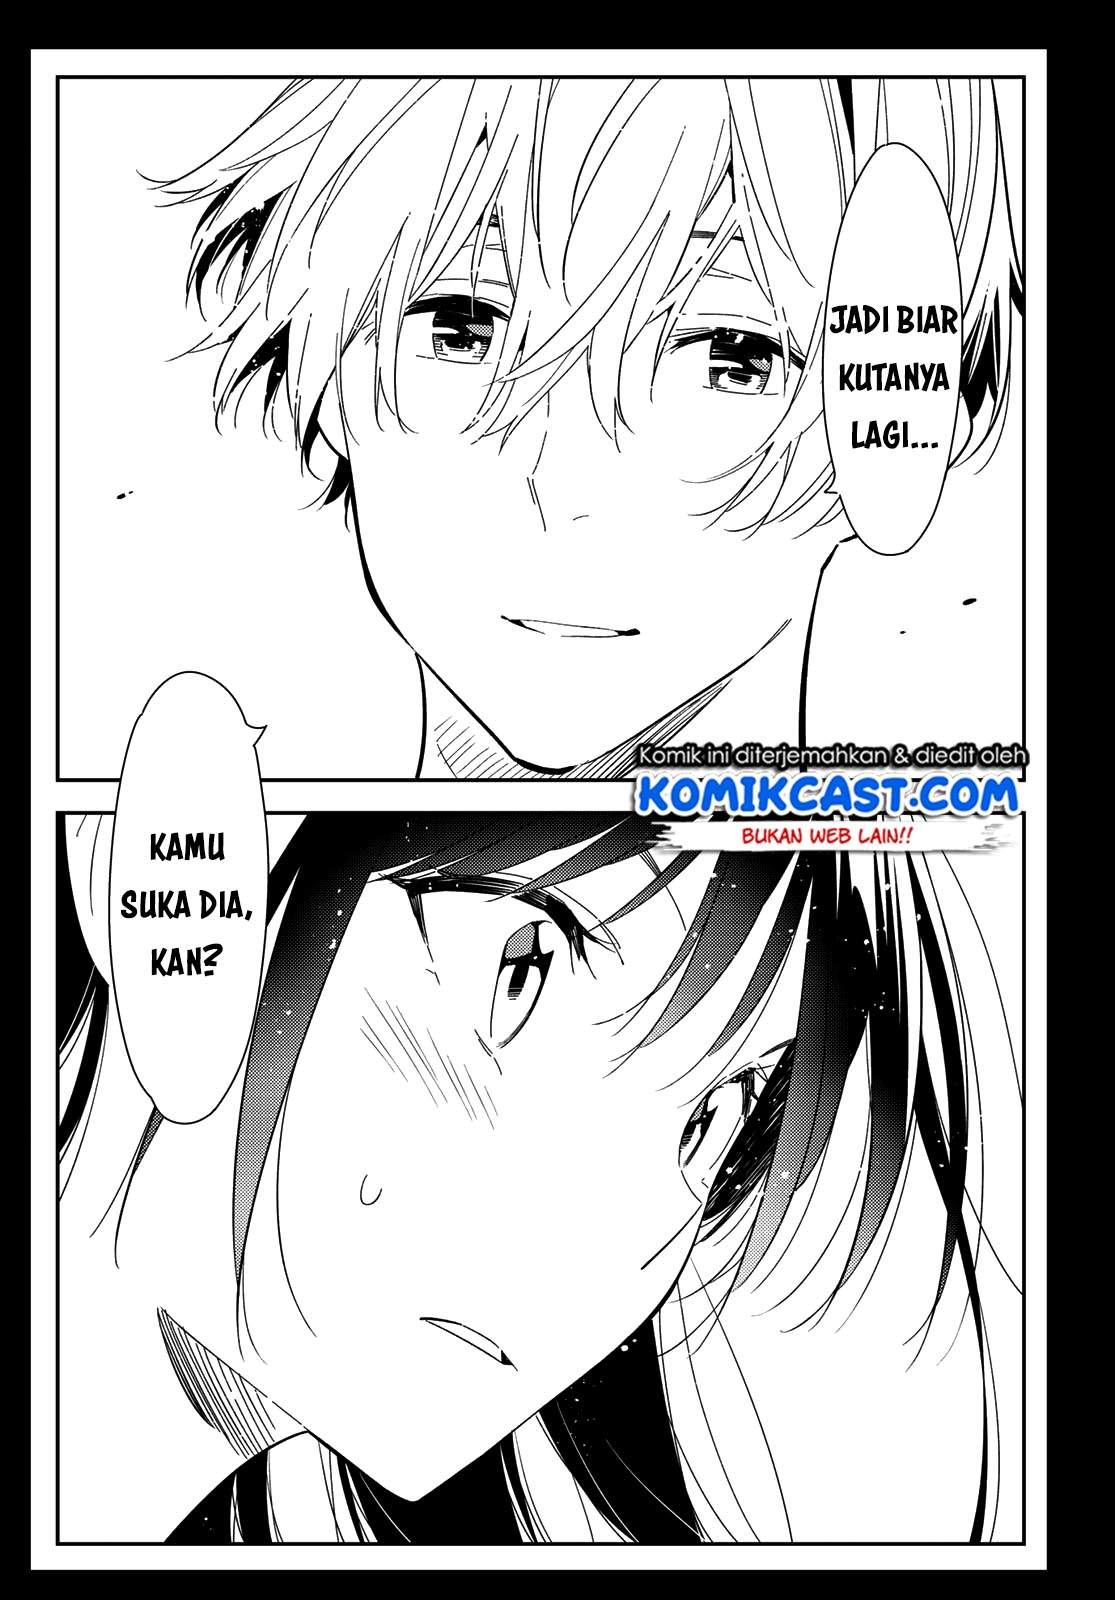 JADI BIAR
KUTANYA
LAGI...
Komik ini diterjemahkan & diedit oleh
KOMIKCAST.COM
BUKAN WEB LAIN!!
KAMU
SUKA DIA,
KAN?